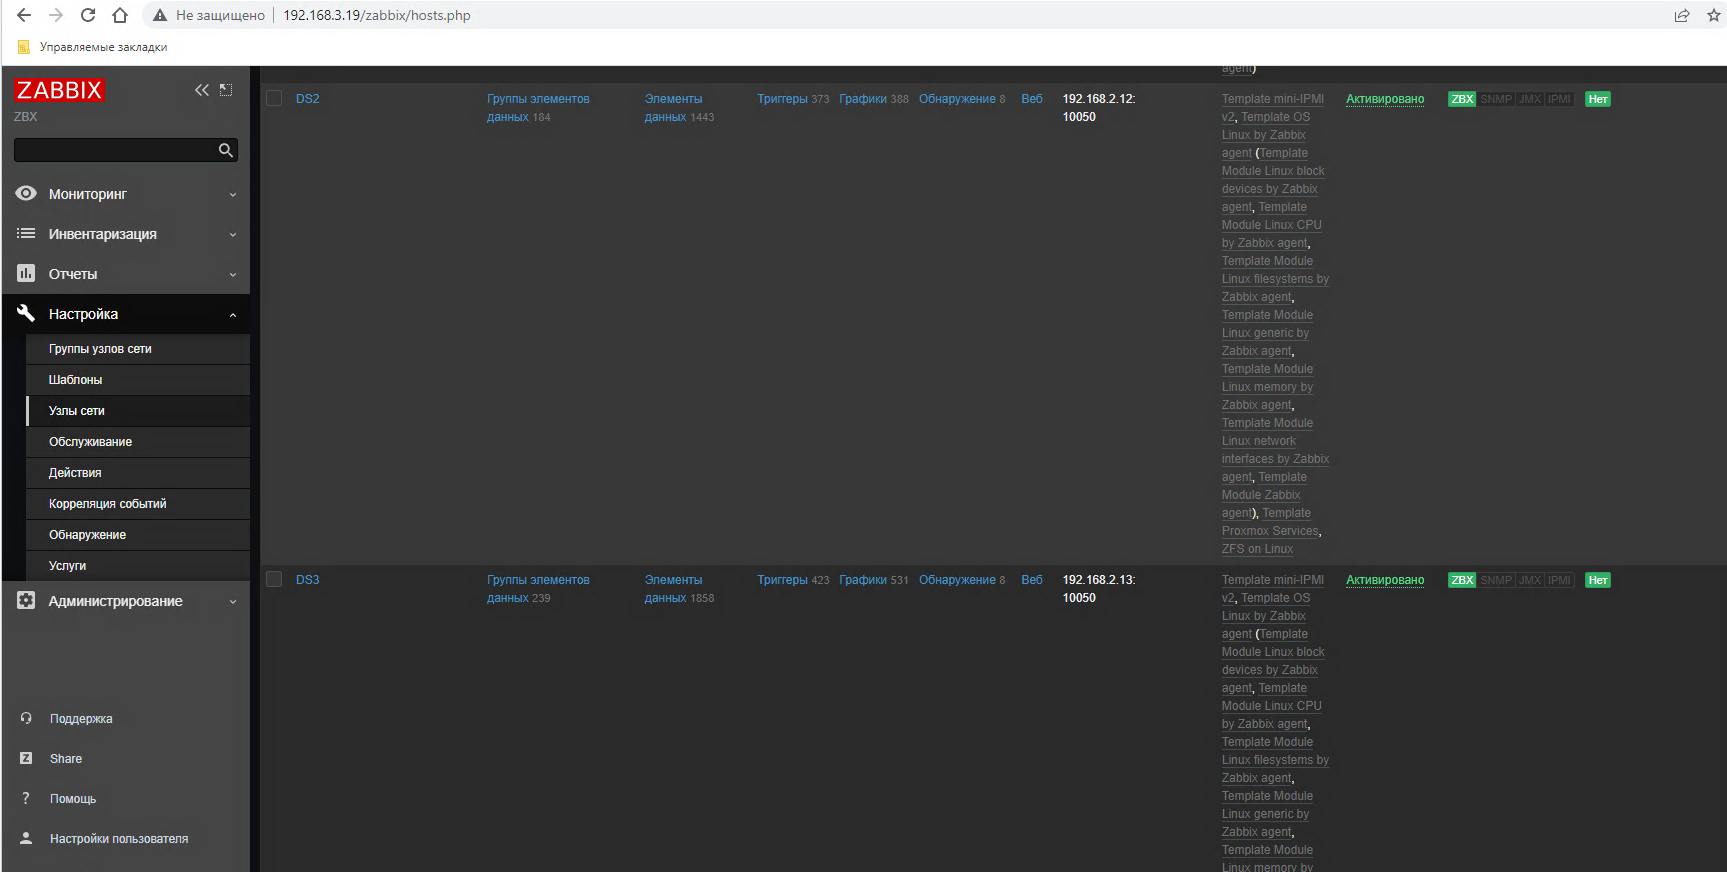 Не защищено 192.168.3.19/zabbix/hosts.php
Управляемые закладки
ZABBIX
ZBX
Мониторинг
Инвентаризация
Отчеты
Настройка
Группы узлов сети
Шаблоны
Узлы сети
Обслуживание
Действия
Корреляция событий
Обнаружение
Услуги
Администрирование
Поддержка
Z Share
? Помощь
Настройки пользователя
agent)
DS2
Группы элементов
данных 184
Элементы
данных 1443
Триггеры 373
Графики 388
Обнаружение 8
Веб
192.168.2.12:
10050
Template mini-IPMI
v2, Template OS
Linux by Zabbix
agent (Template
Module Linux block
devices by Zabbix
agent, Template
Module Linux CPU
by Zabbix agent,
Template Module
Linux filesystems by
Zabbix agent,
Template Module
Linux generic by
Zabbix agent,
Template Module
Linux memory by
Zabbix agent,
Template Module
Linux network
interfaces by Zabbix
agent, Template
Module Zabbix
agent), Template
Proxmox Services,
ZFS on Linux
Активировано
ZBX SNMP JMX IPMI
Нет
DS3
Группы элементов
данных 239
Элементы
данных 1858
Триггеры 423
Графики 531
Обнаружение 8
Веб
192.168.2.13:
10050
Template mini-IPMI
v2, Template OS
Linux by Zabbix
agent (Template
Module Linux block
devices by Zabbix
agent, Template
Module Linux CPU
by Zabbix agent,
Template Module
Linux filesystems by
Zabbix agent,
Template Module
Linux generic by
Zabbix agent,
Template Module
Linux memory by
Активировано
ZBX SNMP JMX IPMI
Нет